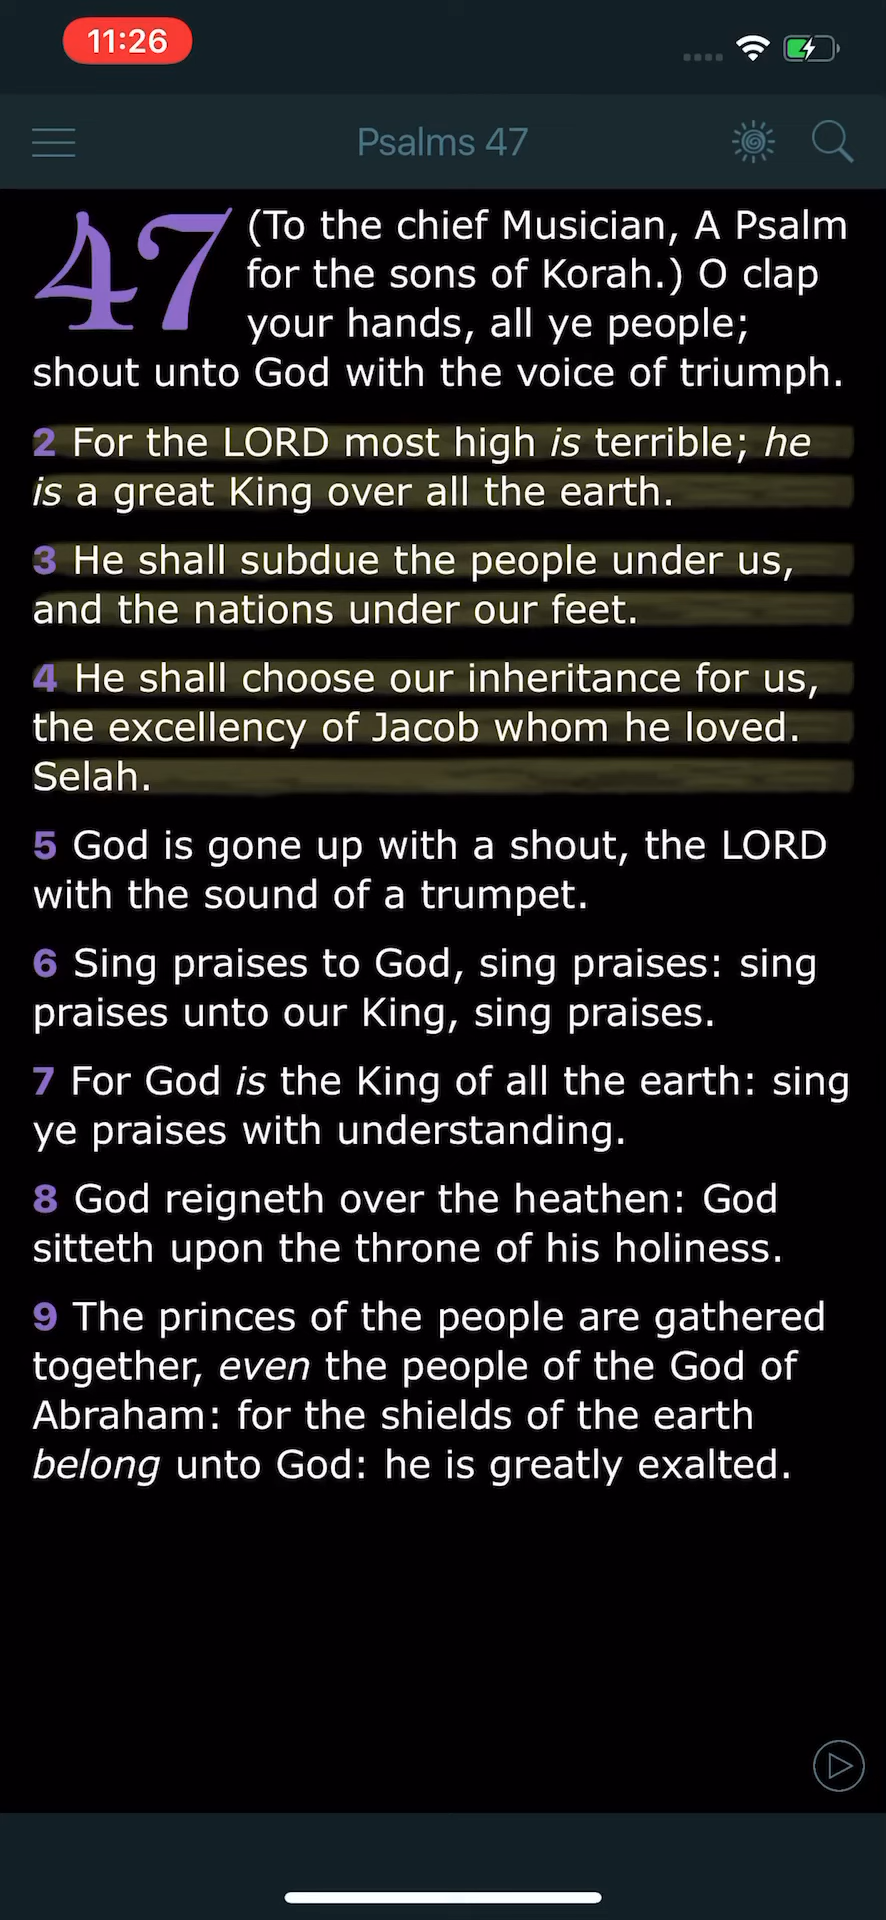 11:26
Psalms 47
47 (To the chief Musician, A Psalm
for the sons of Korah.) O clap
your hands, all ye people;
shout unto God with the voice of triumph.
2 For the LORD most high is terrible; he
is a great King over all the earth.
3 He shall subdue the people under us,
and the nations under our feet.
4 He shall choose our inheritance for us,
the excellency of Jacob whom he loved.
Selah.
5 God is gone up with a shout, the LORD
with the sound of a trumpet.
6 Sing praises to God, sing praises: sing
praises unto our King, sing praises.
7 For God is the King of all the earth: sing
ye praises with understanding.
8 God reigneth over the heathen: God
sitteth upon the throne of his holiness.
9 The princes of the people are gathered
together, even the people of the God of
Abraham: for the shields of the earth
belong unto God: he is greatly exalted.